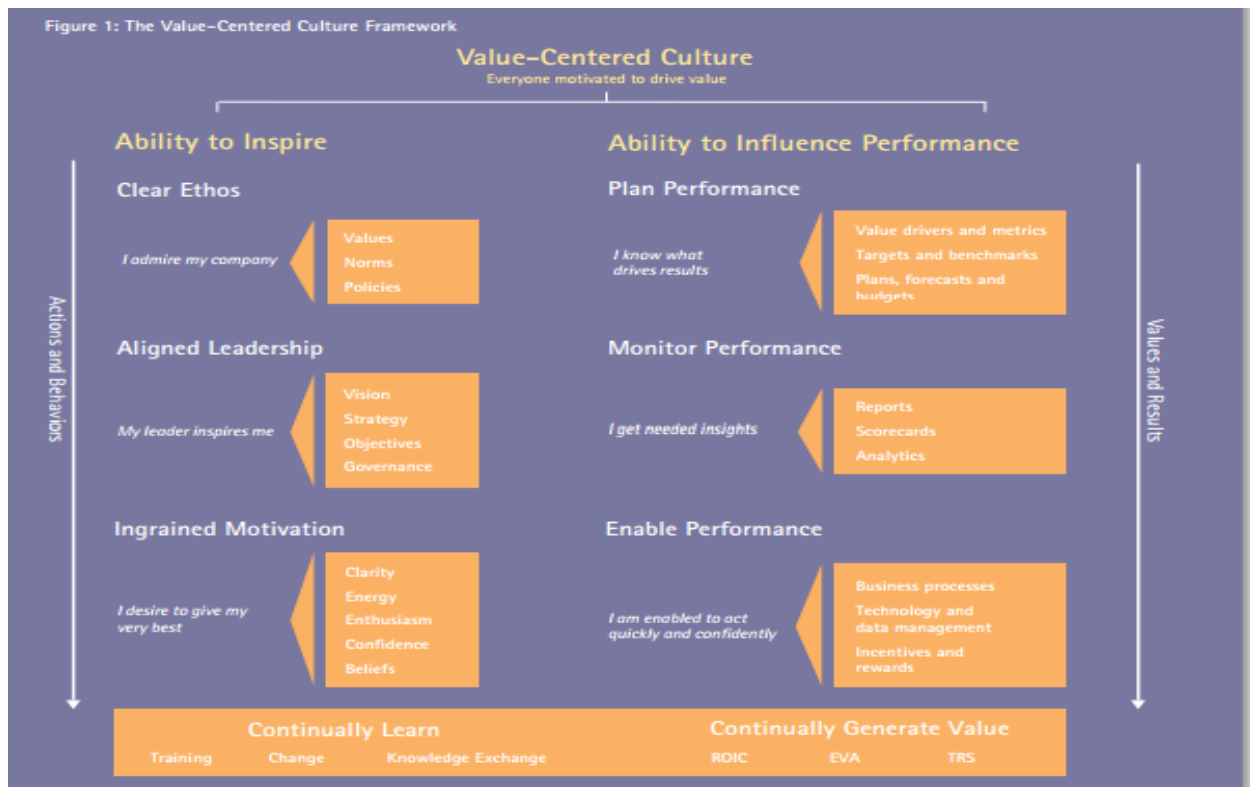 Figure 1: The Value-Centered Culture Framework
Value-Centered Culture
Everyone motivated to drive value
Ability to Inspire
Clear Ethos
I admire my company
Values
Norms
Policies
Aligned Leadership
My leader inspires me
Vision
Strategy
Objectives
Governance
Ingrained Motivation
I desire to give my
very best
Clarity
Energy
Enthusiasm
Confidence
Beliefs
Actions and Behaviors
Ability to Influence Performance
Plan Performance
I know what
drives results
Value drivers and metrics
Targets and benchmarks
Plans, forecasts and
budgets
Monitor Performance
I get needed insights
Reports
Scorecards
Analytics
Enable Performance
I am enabled to act
quickly and confidently
Business processes
Technology and
data management
Incentives and
rewards
Values and Results
Continually Learn
Training Change Knowledge Exchange
Continually Generate Value
ROIC EVA TRS